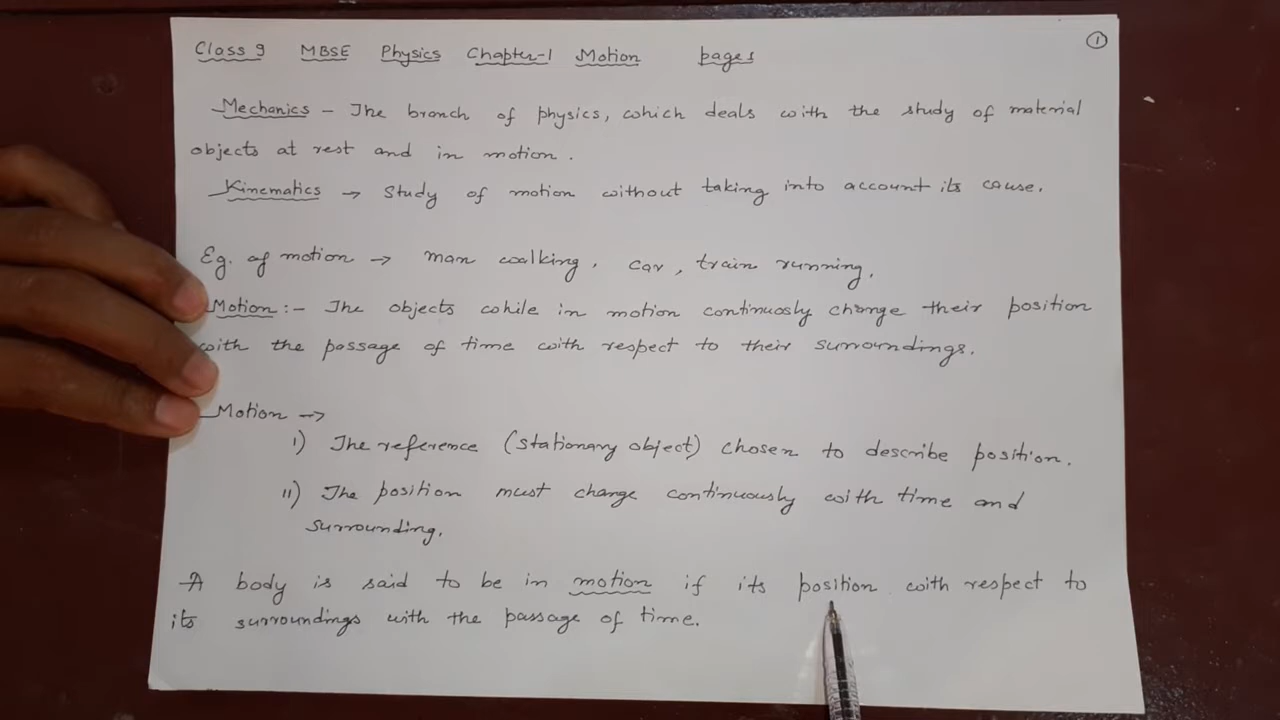 Class 9 MBSE Physics Chapter-1 Motion pages ①
Mechanics - The branch of physics, which deals with the study of material
objects at rest and in motion.
Kinematics → Study of motion without taking into account its cause.
Eg. of motion → man walking, car, train running.
Motion :- The objects while in motion continuosly change their position
with the passage of time with respect to their surroundings.
Motion →
i) The reference (stationary object) chosen to describe position.
ii) The position must change continuously with time and
surrounding.
A body is said to be in motion if its position with respect to
its surroundings with the passage of time.